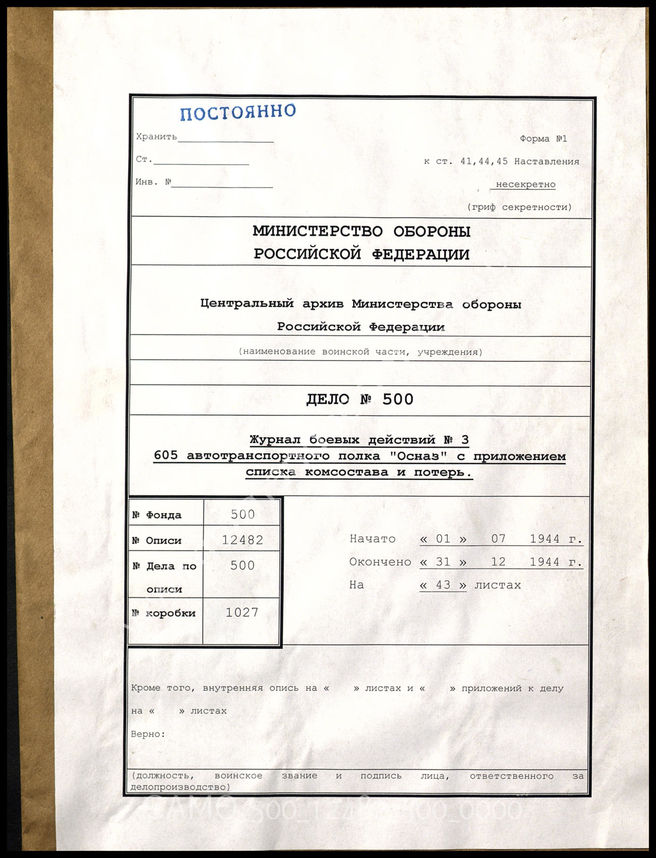 ПОСТОЯННО
Хранить
Форма №1
Ст.
к ст. 41,44,45 Наставления
Инв. №
несекретно
(гриф секретности)
МИНИСТЕРСТВО ОБОРОНЫ
РОССИЙСКОЙ ФЕДЕРАЦИИ
Центральный архив Министерства обороны
Российской Федерации
(наименование воинской части, учреждения)
ДЕЛО № 500
Журнал боевых действий № 3
605 автотранспортного полка "Осназ" с приложением
списка комсостава и потерь.
№ Фонда 500
№ Описи 12482
№ Дела по описи 500
№ коробки 1027
Начато « 01 » 07 1944 г.
Окончено « 31 » 12 1944 г.
На « 43 » листах
Кроме того, внутренняя опись на « » листах и « » приложений к делу
на « » листах
Верно:
(должность, воинское звание и подпись лица, ответственного за
делопроизводство)